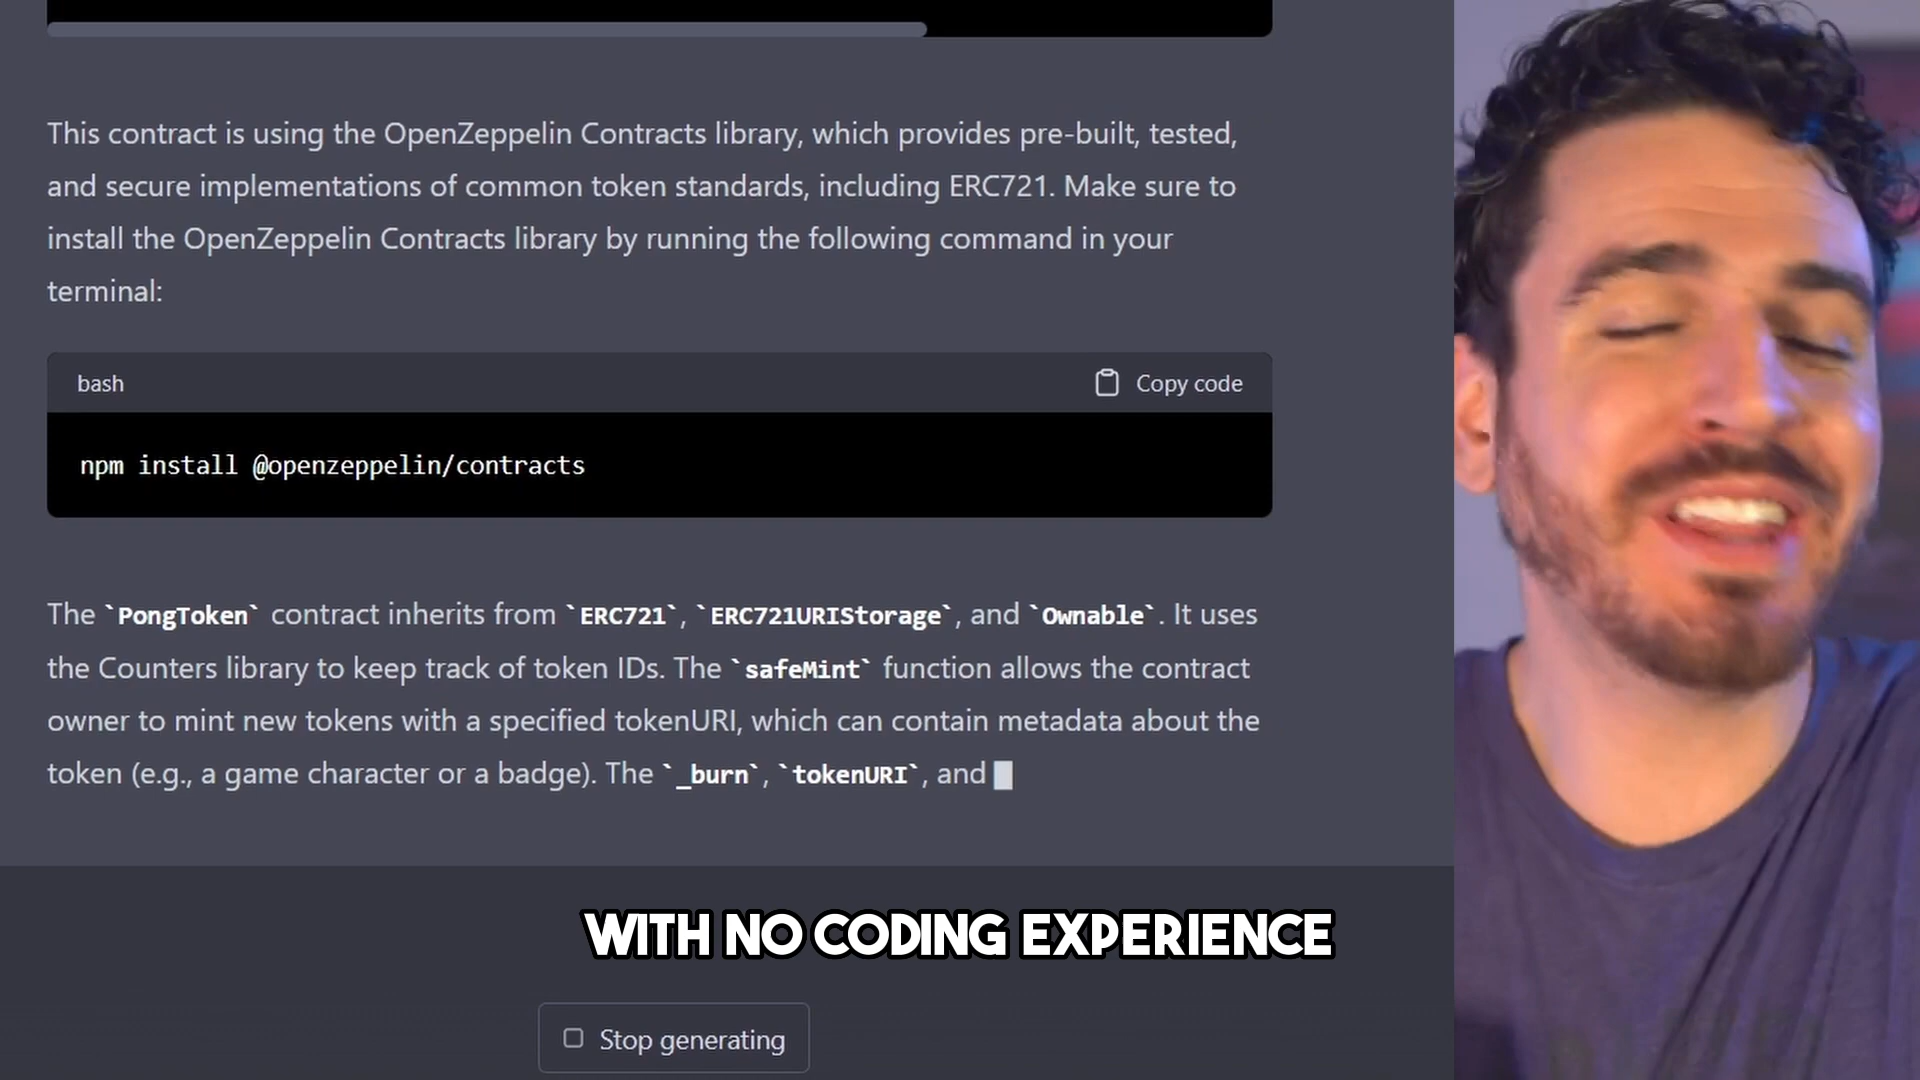 This contract is using the OpenZeppelin Contracts library, which provides pre-built, tested,
and secure implementations of common token standards, including ERC721. Make sure to
install the OpenZeppelin Contracts library by running the following command in your
terminal:
bash
Copy code
npm install @openzeppelin/contracts
The `PongToken` contract inherits from `ERC721`, `ERC721URIStorage`, and `Ownable`. It uses
the Counters library to keep track of token IDs. The `safeMint` function allows the contract
owner to mint new tokens with a specified tokenURI, which can contain metadata about the
token (e.g., a game character or a badge). The `_burn`, `tokenURI`, and
WITH NO CODING EXPERIENCE
Stop generating